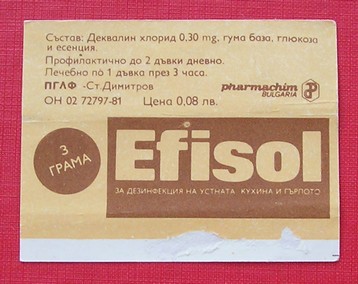 Състав: Деквалин хлорид 0,30 mg, гума база, глюкоза
и есенция.
Профилактично до 2 дъвки дневно.
Лечебно по 1 дъвка през 3 часа.
ПГЛФ -Ст.Димитров
ОН 02 72797-81 Цена 0,08 лв.
pharmachim
BULGARIA
3
ГРАМА
Efisol
ЗА ДЕЗИНФЕКЦИЯ НА УСТНАТА КУХИНА И ГЪРЛОТО